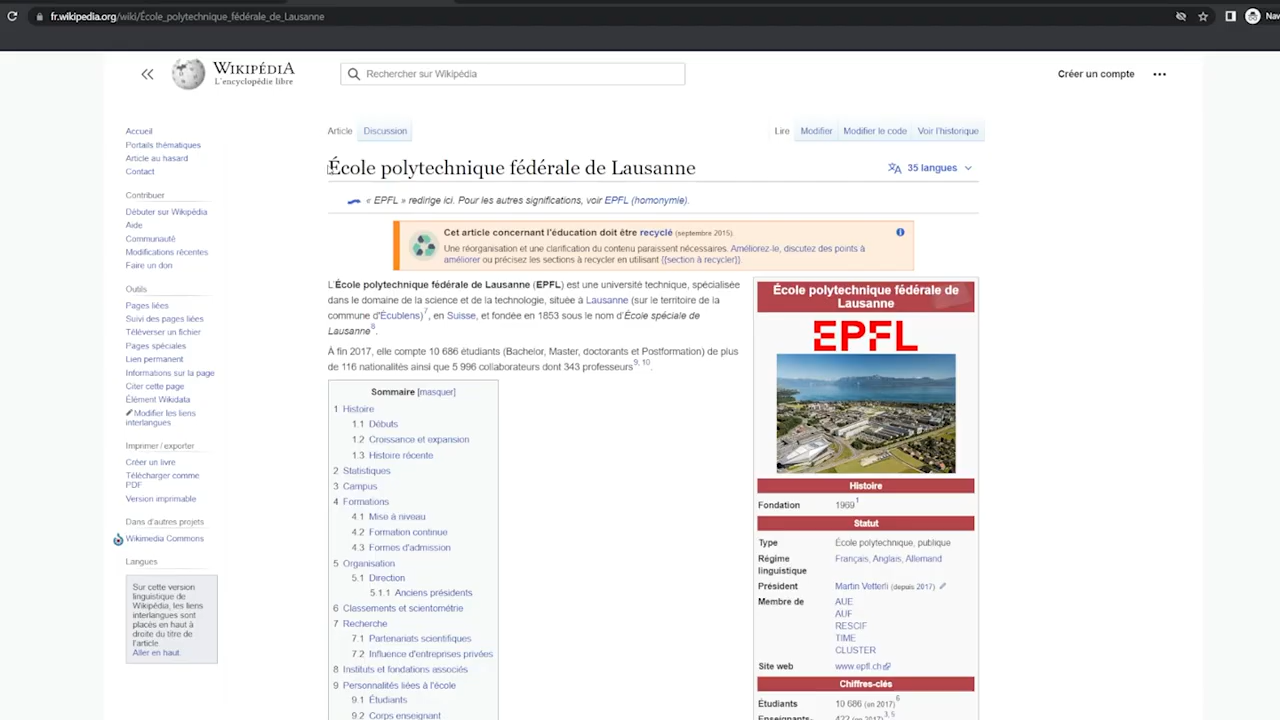 fr.wikipedia.org/wiki/École_polytechnique_fédérale_de_Lausanne
WIKIPÉDIA
L'encyclopédie libre
Rechercher sur Wikipédia
Créer un compte
Accueil
Portails thématiques
Article au hasard
Contact
Contribuer
Débuter sur Wikipédia
Aide
Communauté
Modifications récentes
Faire un don
Outils
Pages liées
Suivi des pages liées
Téléverser un fichier
Pages spéciales
Lien permanent
Informations sur la page
Citer cette page
Élément Wikidata
Modifier les liens
interlangues
Imprimer / exporter
Créer un livre
Télécharger comme
PDF
Version imprimable
Dans d'autres projets
Wikimedia Commons
Langues
Sur cette version
linguistique de
Wikipédia, les liens
interlangues sont
placés en haut à
droite du titre de
l'article.
Aller en haut.
Article Discussion
Lire Modifier Modifier le code Voir l'historique
École polytechnique fédérale de Lausanne
35 langues
« EPFL » redirige ici. Pour les autres significations, voir EPFL (homonymie).
Cet article concernant l'éducation doit être recyclé (septembre 2015).
Une réorganisation et une clarification du contenu paraissent nécessaires. Améliorez-le, discutez des points à
améliorer ou précisez les sections à recycler en utilisant {{section à recycler}}.
L'École polytechnique fédérale de Lausanne (EPFL) est une université technique, spécialisée
dans le domaine de la science et de la technologie, située à Lausanne (sur le territoire de la
commune d'Écublens)7, en Suisse, et fondée en 1853 sous le nom d'École spéciale de
Lausanne8.
À fin 2017, elle compte 10 686 étudiants (Bachelor, Master, doctorants et Postformation) de plus
de 116 nationalités ainsi que 5 996 collaborateurs dont 343 professeurs9, 10.
Sommaire [masquer]
1 Histoire
1.1 Débuts
1.2 Croissance et expansion
1.3 Histoire récente
2 Statistiques
3 Campus
4 Formations
4.1 Mise à niveau
4.2 Formation continue
4.3 Formes d'admission
5 Organisation
5.1 Direction
5.1.1 Anciens présidents
6 Classements et scientométrie
7 Recherche
7.1 Partenariats scientifiques
7.2 Influence d'entreprises privées
8 Instituts et fondations associés
9 Personnalités liées à l'école
9.1 Étudiants
9.2 Corps enseignant
École polytechnique fédérale de
Lausanne
EPFL
Histoire
Fondation 19691
Statut
Type École polytechnique, publique
Régime Français, Anglais, Allemand
linguistique
Président Martin Vetterli (depuis 2017)
Membre de AUE
AUF
RESCIF
TIME
CLUSTER
Site web www.epfl.ch
Chiffres-clés
Étudiants 10 686 (en 2017)6
Enseignants- 422 (en 2017)3, 5